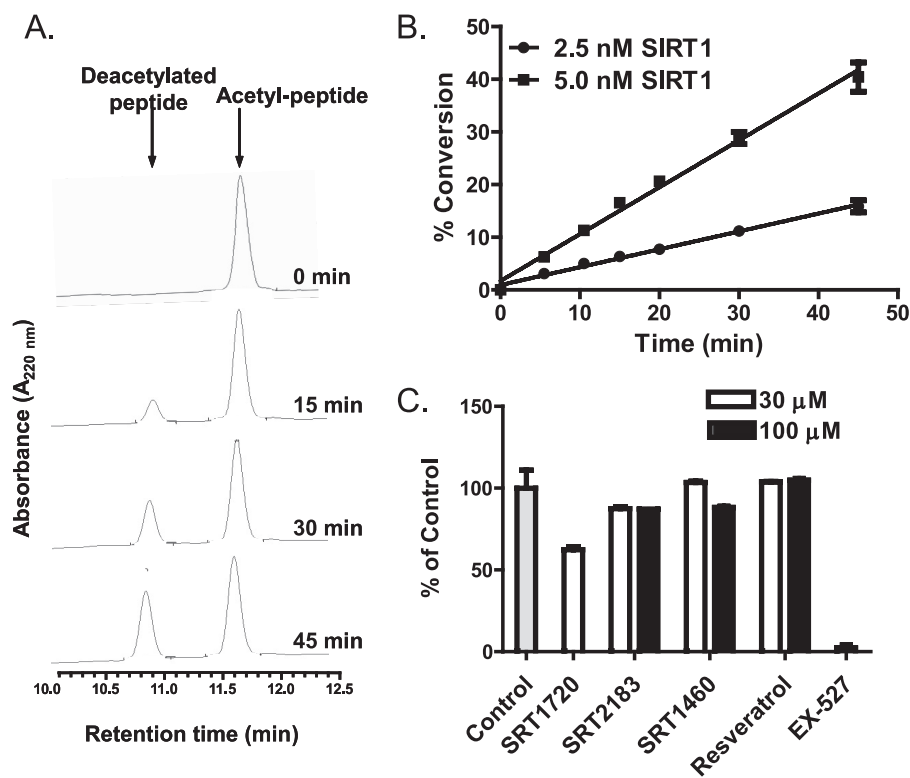 A.
Deacetylated
peptide
Acetyl-peptide
0 min
15 min
30 min
45 min
Absorbance (A220 nm)
10.0 10.5 11.0 11.5 12.0 12.5
Retention time (min)
B.
2.5 nM SIRT1
5.0 nM SIRT1
% Conversion
50
40
30
20
10
0
0 10 20 30 40 50
Time (min)
C.
30 μM
100 μM
% of Control
150
100
50
0
Control
SRT1720
SRT2183
SRT1460
Resveratrol
EX-527